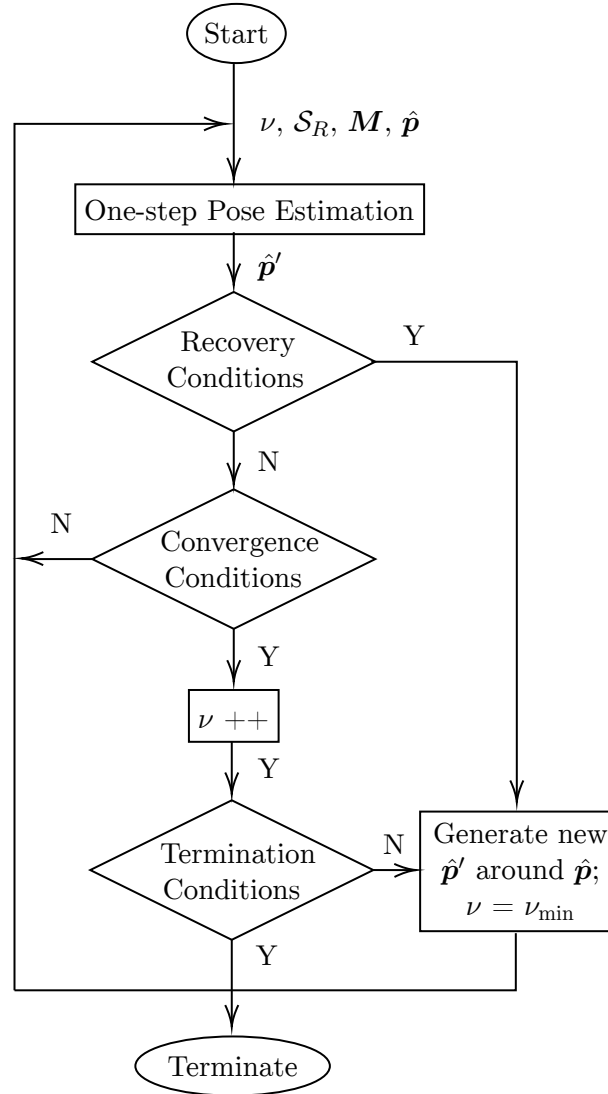 Start
ν, 𝒮_R, M, p̂
One-step Pose Estimation
p̂′
Recovery
Conditions
Y
N
Convergence
Conditions
N
Y
ν ++
Y
Termination
Conditions
N
Generate new
p̂′ around p̂;
ν = ν_min
Y
Terminate